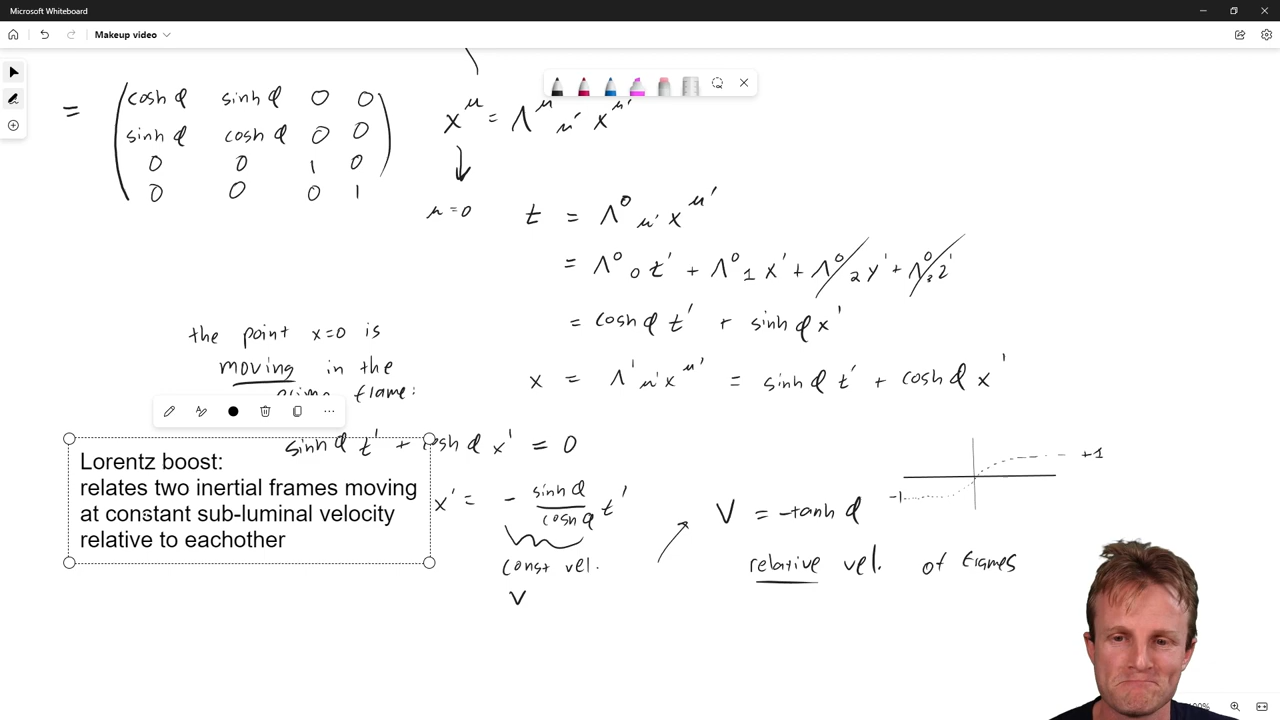 Microsoft Whiteboard
Makeup video
= ( cosh α sinh α 0 0
sinh α cosh α 0 0
0 0 1 0
0 0 0 1 )
x^μ = Λ^μ_μ' x^μ'
μ=0 t = Λ^0_μ' x^μ'
= Λ^0_0 t' + Λ^0_1 x' + Λ^0_2 y' + Λ^0_3 z'
= cosh α t' + sinh α x'
x = Λ^1_μ' x^μ' = sinh α t' + cosh α x'
the point x=0 is
moving in the
frame:
sinh α t' + cosh α x' = 0
Lorentz boost:
relates two inertial frames moving
at constant sub-luminal velocity
relative to eachother
x' = - sinh α / cosh α t'
const vel.
V
V = -tanh α
relative vel. of frames
+1
-1